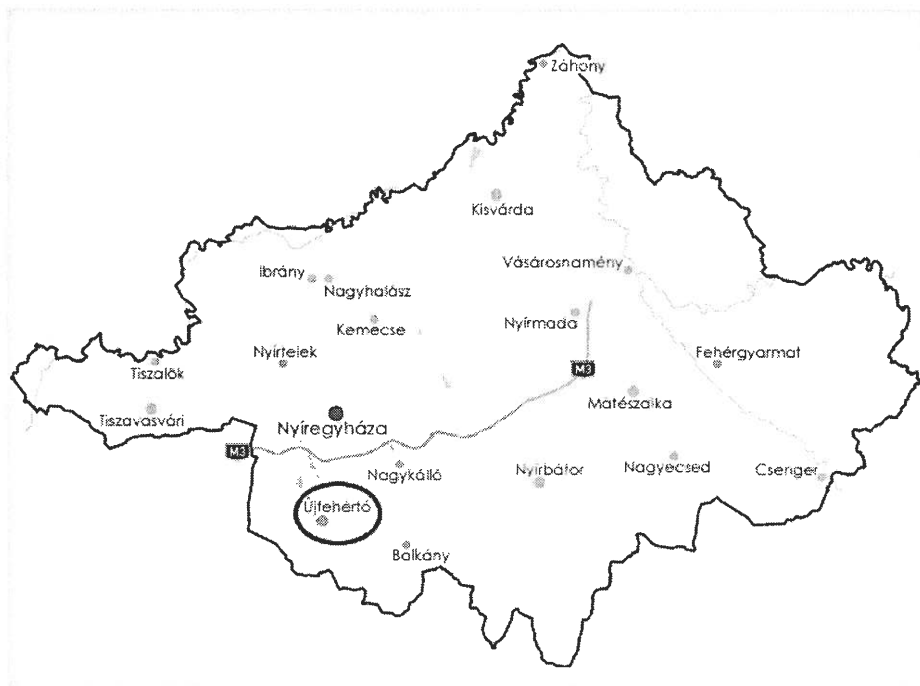 Záhony
Kisvárda
Vásárosnamény
Ibrány
Nagyhalász
Kemecse
Nyírmada
Nyírtelek
Fehérgyarmat
Tiszalök
M3
Mátészalka
Tiszavasvári
Nyíregyháza
M3
Nagykálló
Nyírbátor
Nagyecsed
Csenger
Újfehértó
Balkány